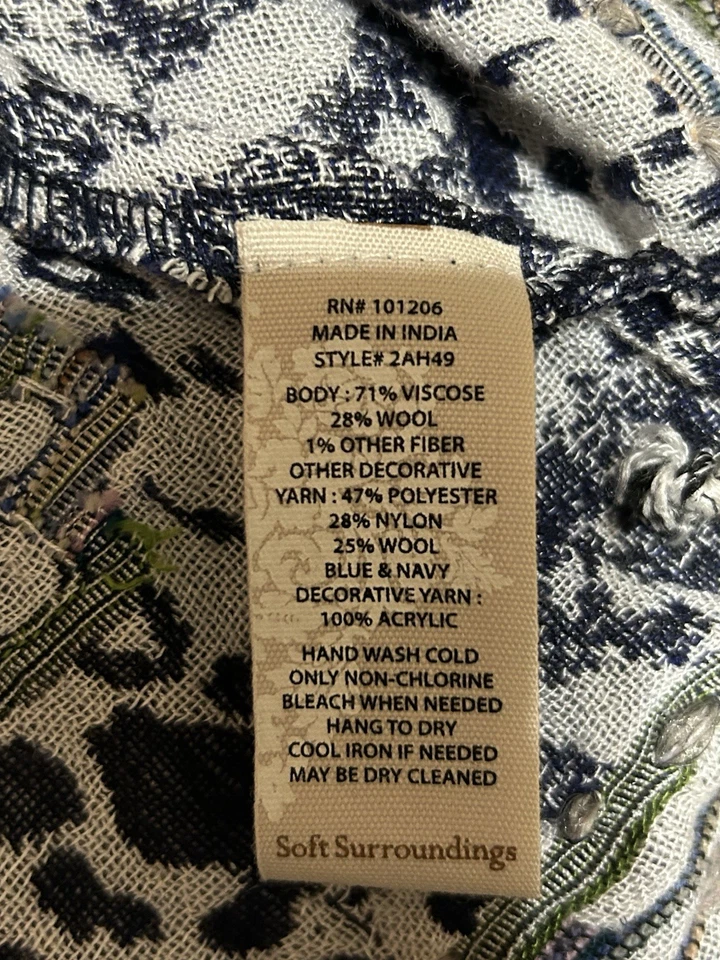 RN# 101206
MADE IN INDIA
STYLE# 2AH49
BODY : 71% VISCOSE
28% WOOL
1% OTHER FIBER
OTHER DECORATIVE
YARN : 47% POLYESTER
28% NYLON
25% WOOL
BLUE & NAVY
DECORATIVE YARN :
100% ACRYLIC
HAND WASH COLD
ONLY NON-CHLORINE
BLEACH WHEN NEEDED
HANG TO DRY
COOL IRON IF NEEDED
MAY BE DRY CLEANED
Soft Surroundings